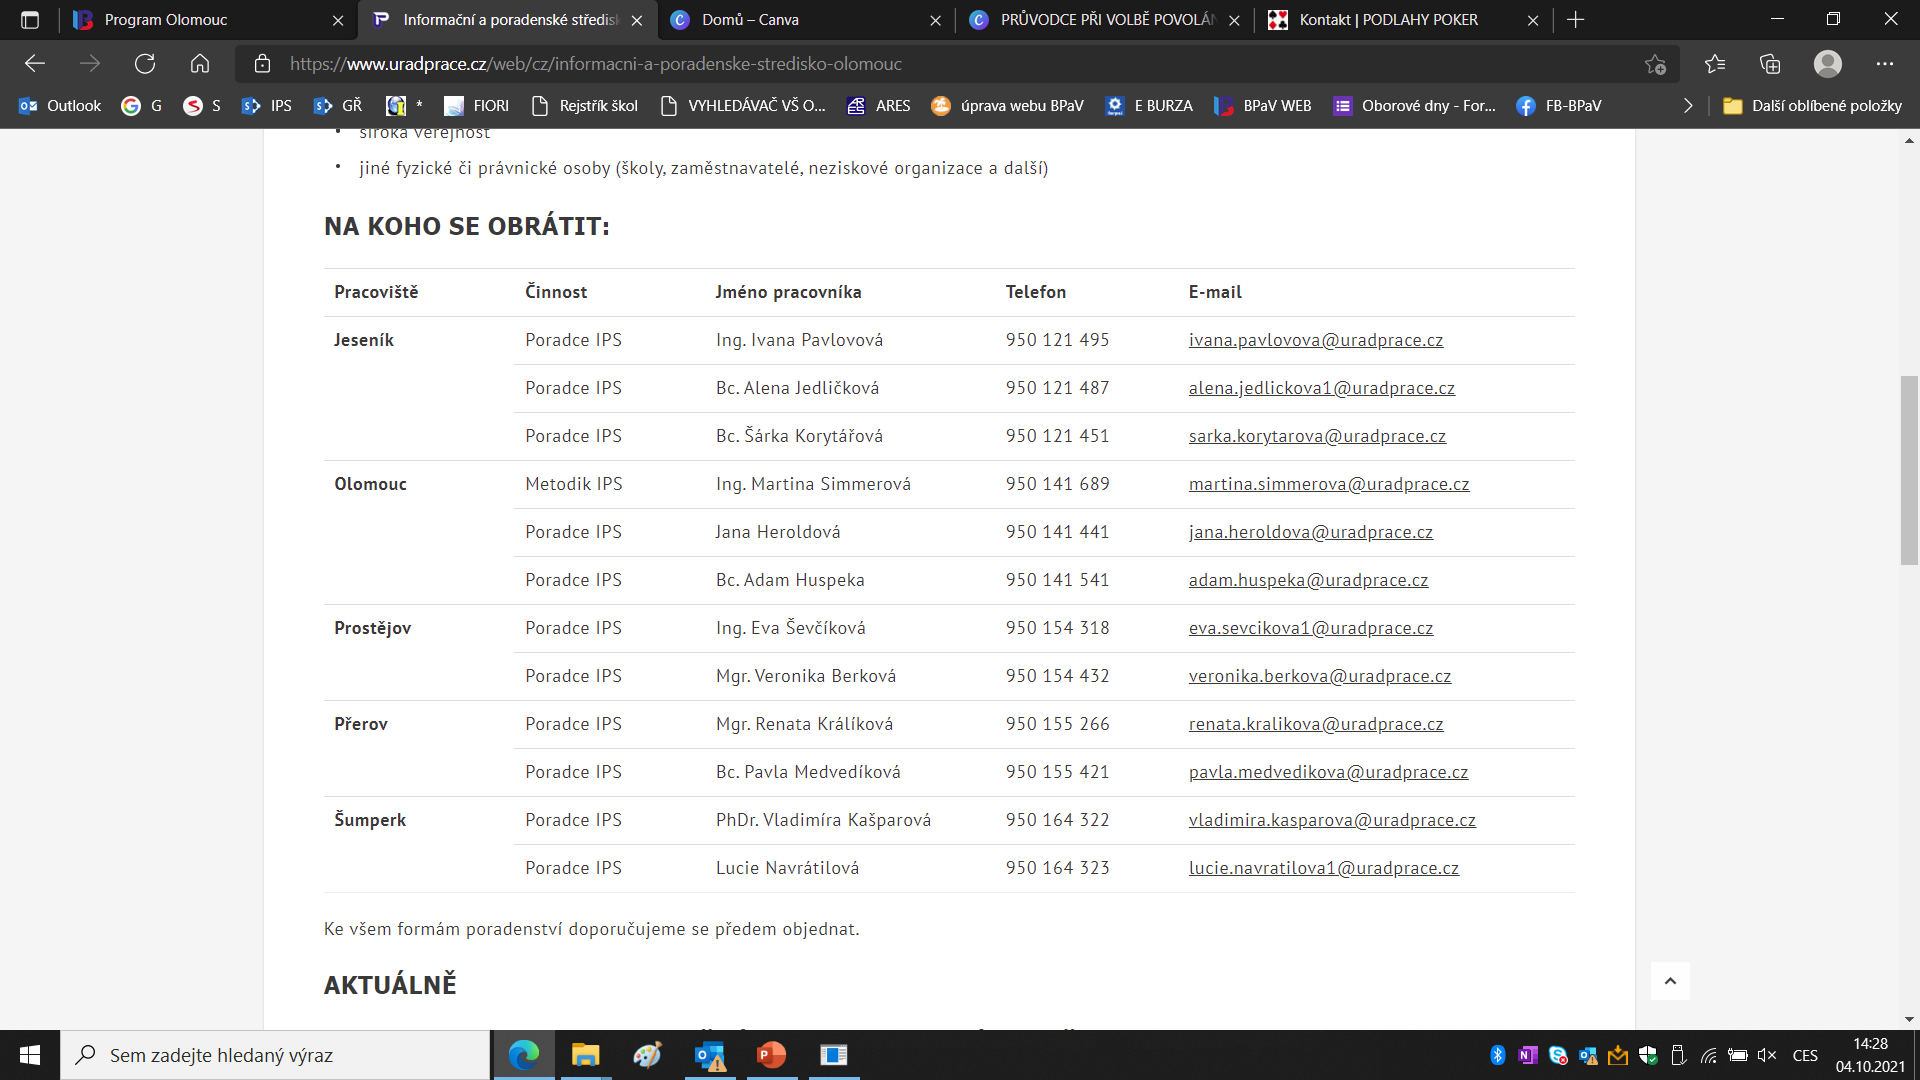 Program Olomouc
Informační a poradenské středisk
Domů – Canva
PRŮVODCE PŘI VOLBĚ POVOLÁN
Kontakt | PODLAHY POKER
https://www.uradprace.cz/web/cz/informacni-a-poradenske-stredisko-olomouc
Outlook G S IPS GŘ * FIORI Rejstřík škol VYHLEDÁVAČ VŠ O... ARES úprava webu BPaV E BURZA BPaV WEB Oborové dny - For... FB-BPaV Další oblíbené položky
• široká veřejnost
• jiné fyzické či právnické osoby (školy, zaměstnavatelé, neziskové organizace a další)
NA KOHO SE OBRÁTIT:
Pracoviště Činnost Jméno pracovníka Telefon E-mail
Jeseník Poradce IPS Ing. Ivana Pavlovová 950 121 495 ivana.pavlovova@uradprace.cz
Poradce IPS Bc. Alena Jedličková 950 121 487 alena.jedlickova1@uradprace.cz
Poradce IPS Bc. Šárka Korytářová 950 121 451 sarka.korytarova@uradprace.cz
Olomouc Metodik IPS Ing. Martina Simmerová 950 141 689 martina.simmerova@uradprace.cz
Poradce IPS Jana Heroldová 950 141 441 jana.heroldova@uradprace.cz
Poradce IPS Bc. Adam Huspeka 950 141 541 adam.huspeka@uradprace.cz
Prostějov Poradce IPS Ing. Eva Ševčíková 950 154 318 eva.sevcikova1@uradprace.cz
Poradce IPS Mgr. Veronika Berková 950 154 432 veronika.berkova@uradprace.cz
Přerov Poradce IPS Mgr. Renata Králíková 950 155 266 renata.kralikova@uradprace.cz
Poradce IPS Bc. Pavla Medvedíková 950 155 421 pavla.medvedikova@uradprace.cz
Šumperk Poradce IPS PhDr. Vladimíra Kašparová 950 164 322 vladimira.kasparova@uradprace.cz
Poradce IPS Lucie Navrátilová 950 164 323 lucie.navratilova1@uradprace.cz
Ke všem formám poradenství doporučujeme se předem objednat.
AKTUÁLNĚ
Sem zadejte hledaný výraz
CES
14:28
04.10.2021